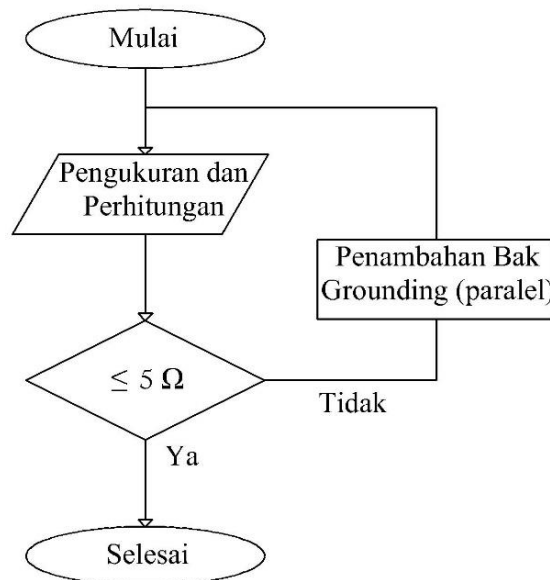 Mulai
Pengukuran dan
Perhitungan
Penambahan Bak
Grounding (paralel)
≤ 5 Ω
Tidak
Ya
Selesai